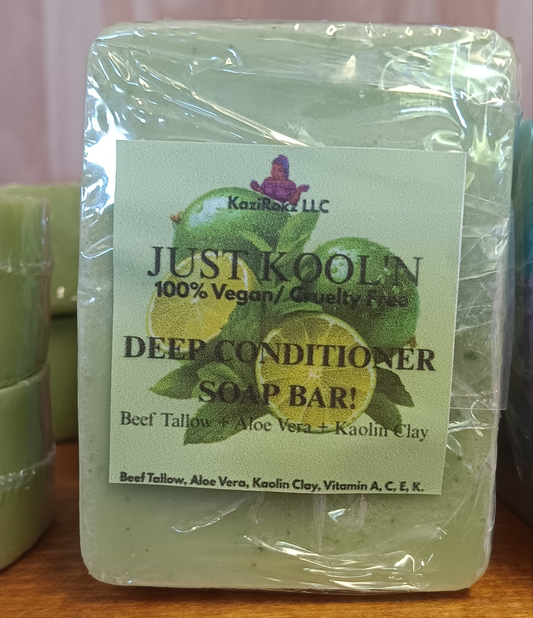 KaziRokz LLC
JUST KOOL'N
100% Vegan/ Cruelty Free
DEEP CONDITIONER
SOAP BAR!
Beef Tallow + Aloe Vera + Kaolin Clay
Beef Tallow, Aloe Vera, Kaolin Clay, Vitamin A, C, E, K.